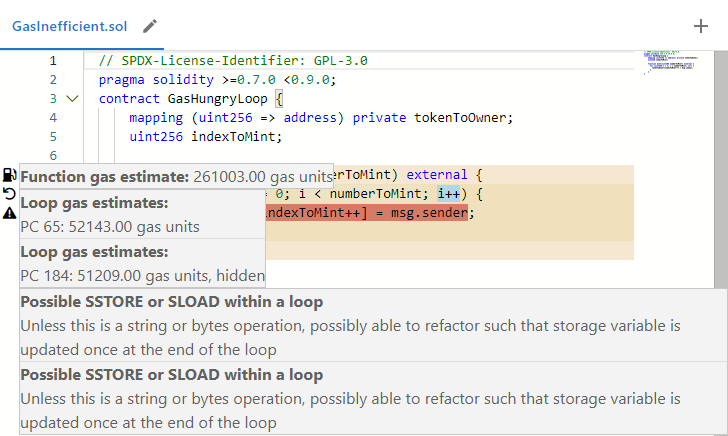 GasInefficient.sol
1 // SPDX-License-Identifier: GPL-3.0
2 pragma solidity >=0.7.0 <0.9.0;
3 contract GasHungryLoop {
4 mapping (uint256 => address) private tokenToOwner;
5 uint256 indexToMint;
6
Function gas estimate: 261003.00 gas units rToMint) external {
Loop gas estimates: = 0; i < numberToMint; i++) {
PC 65: 52143.00 gas units indexToMint++] = msg.sender;
Loop gas estimates:
PC 184: 51209.00 gas units, hidden
Possible SSTORE or SLOAD within a loop
Unless this is a string or bytes operation, possibly able to refactor such that storage variable is
updated once at the end of the loop
Possible SSTORE or SLOAD within a loop
Unless this is a string or bytes operation, possibly able to refactor such that storage variable is
updated once at the end of the loop